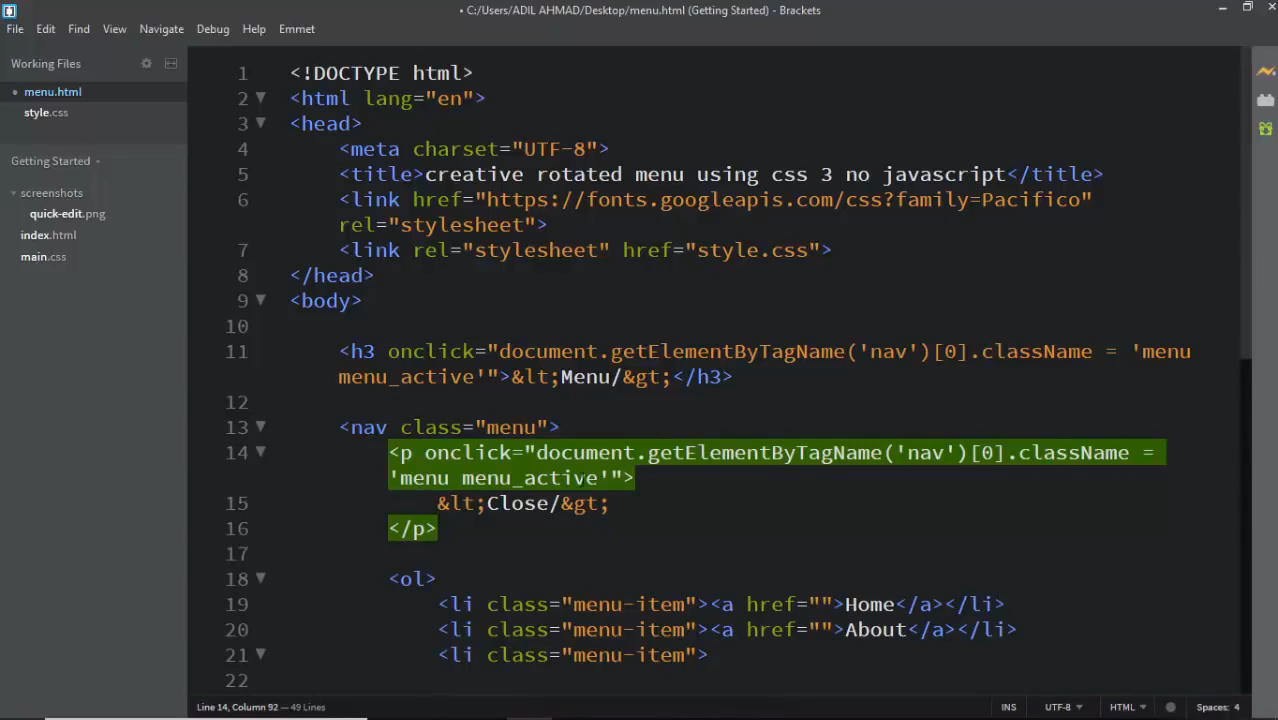 • C:/Users/ADIL AHMAD/Desktop/menu.html (Getting Started) - Brackets
File Edit Find View Navigate Debug Help Emmet
Working Files
menu.html
style.css
Getting Started
screenshots
quick-edit.png
index.html
main.css
1 <!DOCTYPE html>
2 <html lang="en">
3 <head>
4 <meta charset="UTF-8">
5 <title>creative rotated menu using css 3 no javascript</title>
6 <link href="https://fonts.googleapis.com/css?family=Pacifico"
rel="stylesheet">
7 <link rel="stylesheet" href="style.css">
8 </head>
9 <body>
10
11 <h3 onclick="document.getElementByTagName('nav')[0].className = 'menu
menu_active'">&lt;Menu/&gt;</h3>
12
13 <nav class="menu">
14 <p onclick="document.getElementByTagName('nav')[0].className =
'menu menu_active'">
15 &lt;Close/&gt;
16 </p>
17
18 <ol>
19 <li class="menu-item"><a href="">Home</a></li>
20 <li class="menu-item"><a href="">About</a></li>
21 <li class="menu-item">
22
Line 14, Column 92 — 49 Lines
INS UTF-8 HTML Spaces: 4